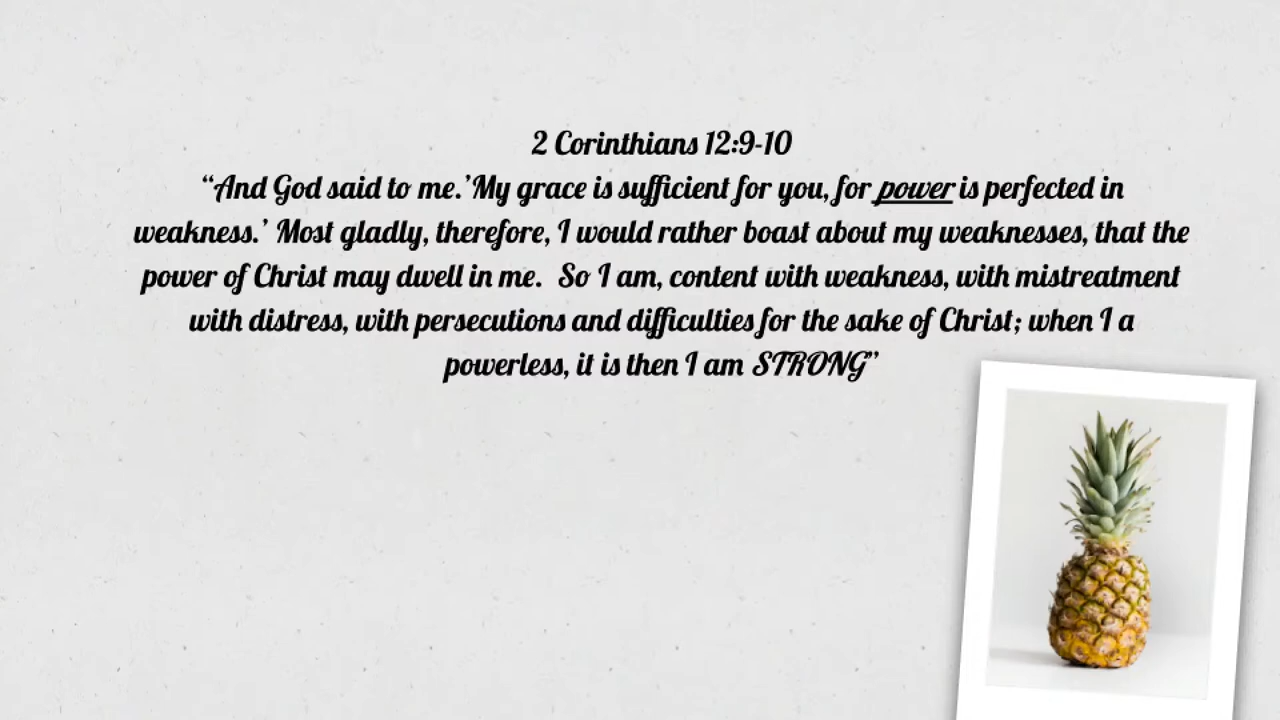 2 Corinthians 12:9-10
“And God said to me.’My grace is sufficient for you, for power is perfected in
weakness.’ Most gladly, therefore, I would rather boast about my weaknesses, that the
power of Christ may dwell in me.  So I am, content with weakness, with mistreatment
with distress, with persecutions and difficulties for the sake of Christ; when I a
powerless, it is then I am STRONG”